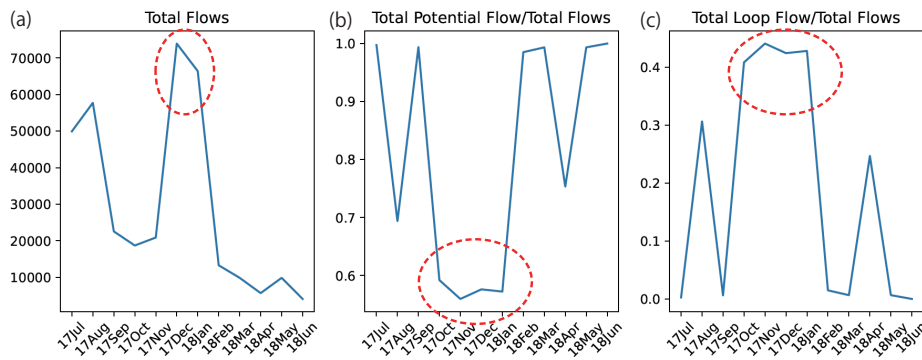 (a) Total Flows
70000
60000
50000
40000
30000
20000
10000
17Jul 17Aug 17Sep 17Oct 17Nov 17Dec 18Jan 18Feb 18Mar 18Apr 18May 18Jun
(b) Total Potential Flow/Total Flows
1.0
0.9
0.8
0.7
0.6
17Jul 17Aug 17Sep 17Oct 17Nov 17Dec 18Jan 18Feb 18Mar 18Apr 18May 18Jun
(c) Total Loop Flow/Total Flows
0.4
0.3
0.2
0.1
0.0
17Jul 17Aug 17Sep 17Oct 17Nov 17Dec 18Jan 18Feb 18Mar 18Apr 18May 18Jun